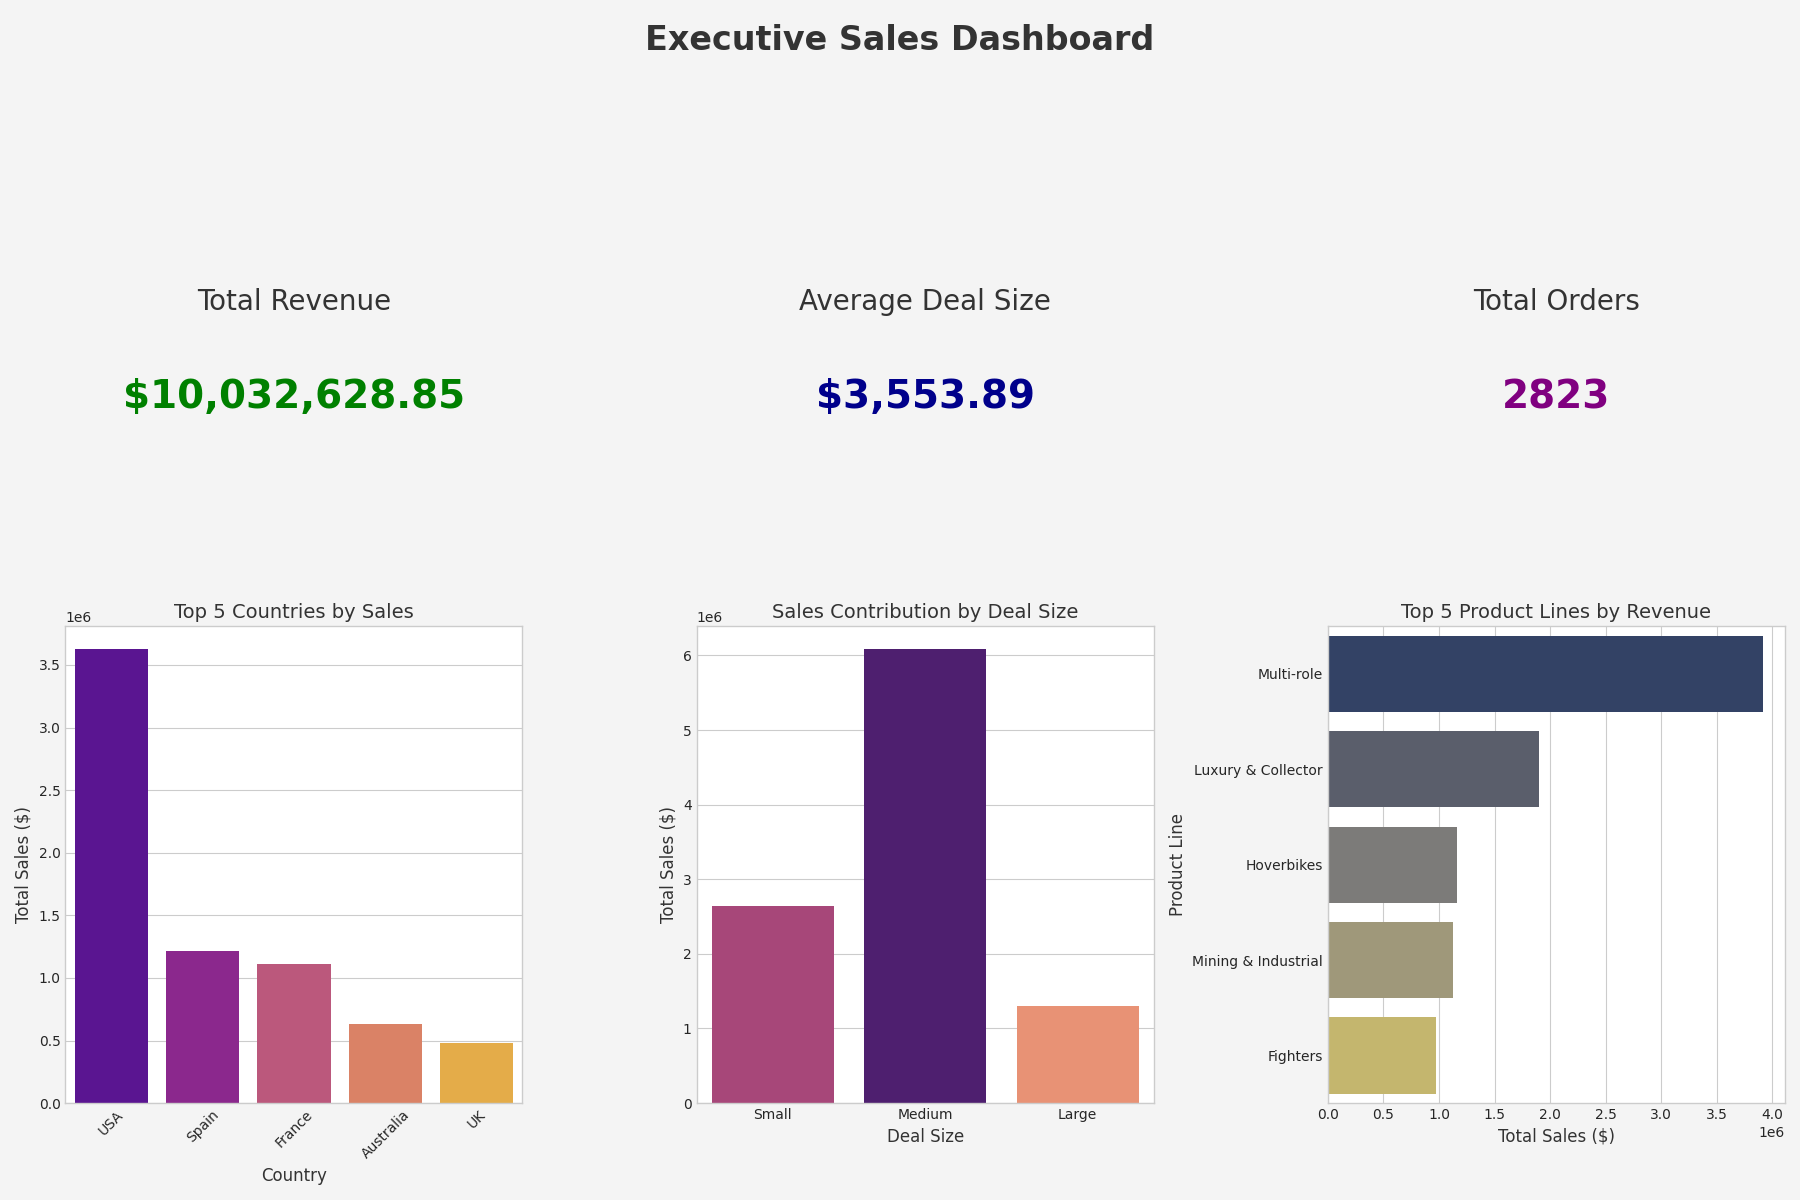 Executive Sales Dashboard
Total Revenue
$10,032,628.85
Average Deal Size
$3,553.89
Total Orders
2823
Top 5 Countries by Sales
1e6
3.5
3.0
2.5
2.0
1.5
1.0
0.5
0.0
Total Sales ($)
USA
Spain
France
Australia
UK
Country
Sales Contribution by Deal Size
1e6
6
5
4
3
2
1
0
Total Sales ($)
Small
Medium
Large
Deal Size
Top 5 Product Lines by Revenue
Product Line
Multi-role
Luxury & Collector
Hoverbikes
Mining & Industrial
Fighters
0.0 0.5 1.0 1.5 2.0 2.5 3.0 3.5 4.0
1e6
Total Sales ($)